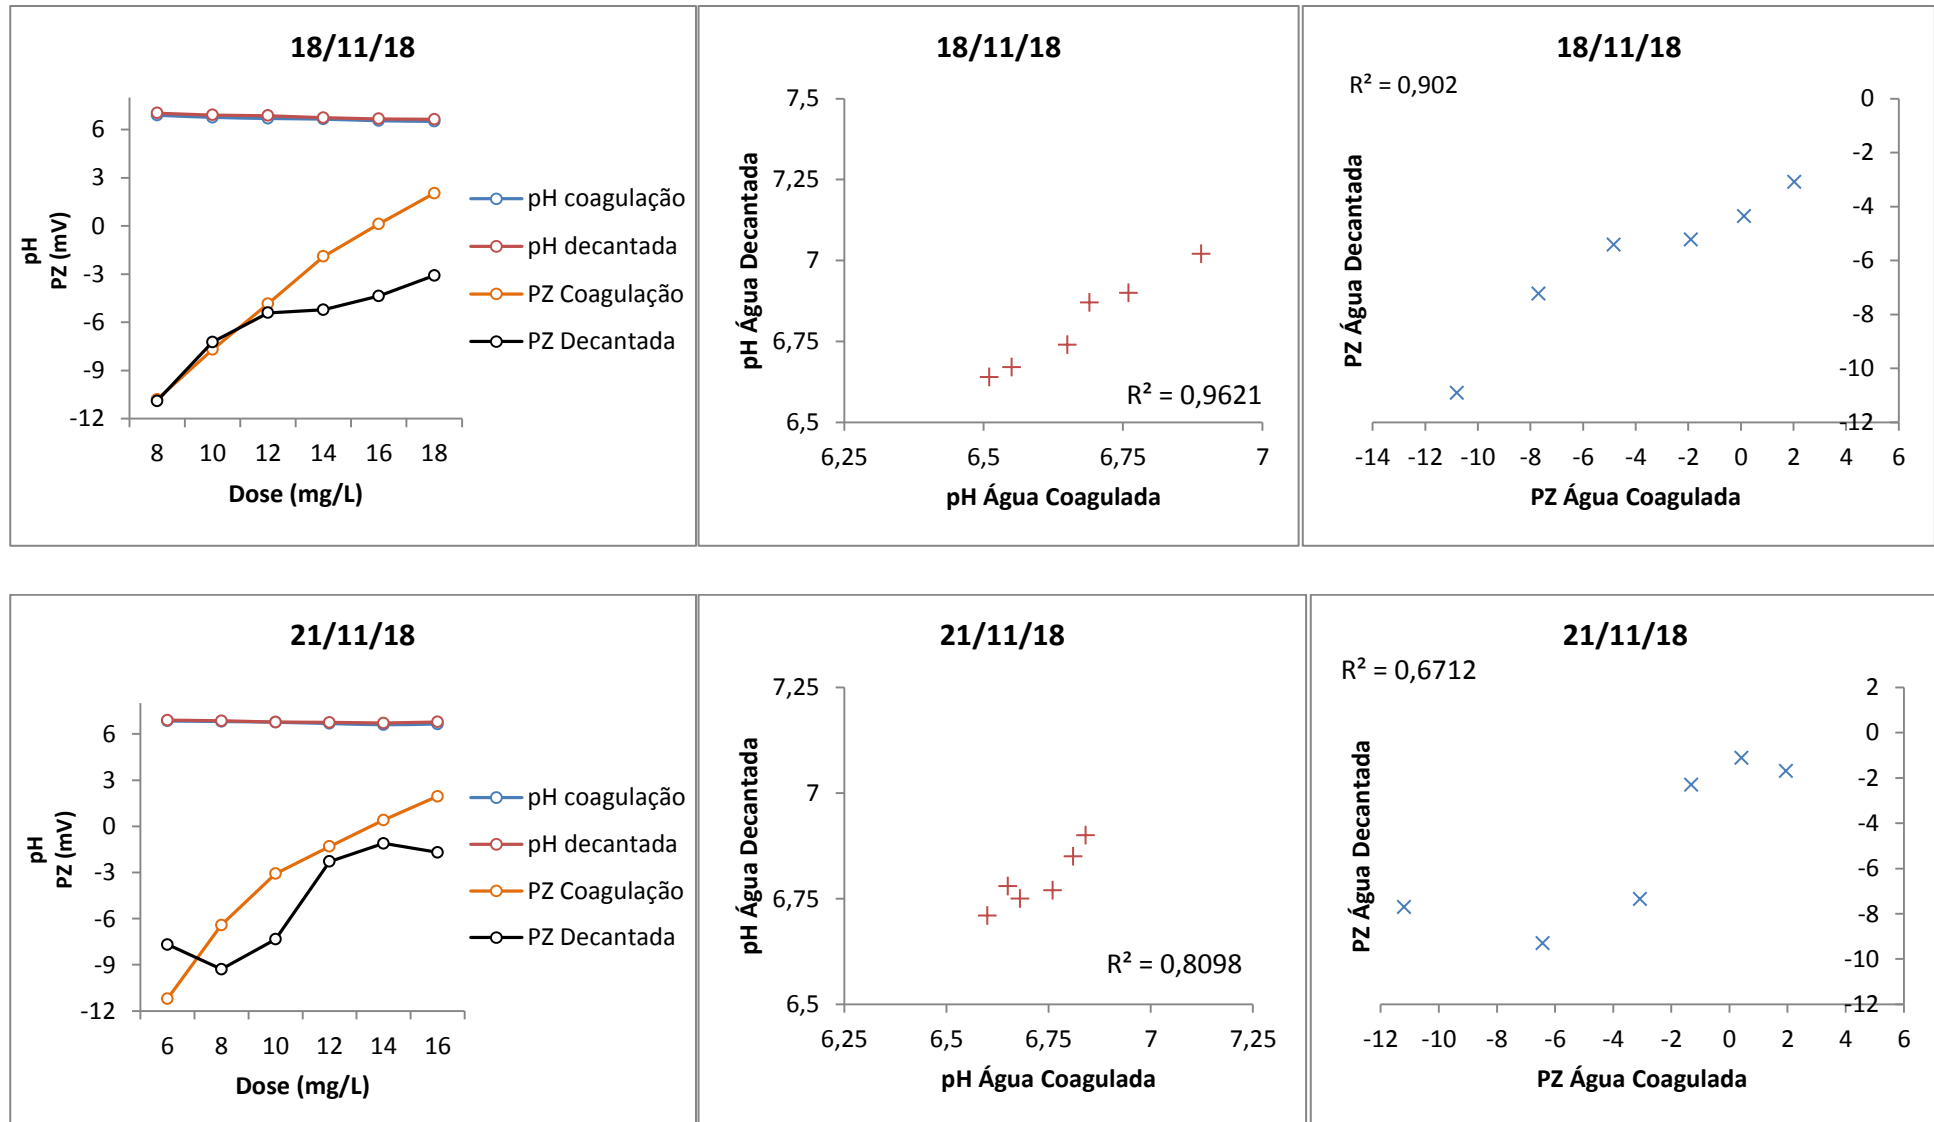 18/11/18
6
3
0
-3
-6
-9
-12
pH
PZ (mV)
8 10 12 14 16 18
Dose (mg/L)
pH coagulação
pH decantada
PZ Coagulação
PZ Decantada
18/11/18
7,5
7,25
7
6,75
6,5
pH Água Decantada
R² = 0,9621
6,25 6,5 6,75 7
pH Água Coagulada
18/11/18
R² = 0,902
0
-2
-4
-6
-8
-10
-12
PZ Água Decantada
-14 -12 -10 -8 -6 -4 -2 0 2 4 6
PZ Água Coagulada
21/11/18
6
3
0
-3
-6
-9
-12
pH
PZ (mV)
6 8 10 12 14 16
Dose (mg/L)
pH coagulação
pH decantada
PZ Coagulação
PZ Decantada
21/11/18
7,25
7
6,75
6,5
pH Água Decantada
R² = 0,8098
6,25 6,5 6,75 7 7,25
pH Água Coagulada
21/11/18
R² = 0,6712
2
0
-2
-4
-6
-8
-10
-12
PZ Água Decantada
-12 -10 -8 -6 -4 -2 0 2 4 6
PZ Água Coagulada